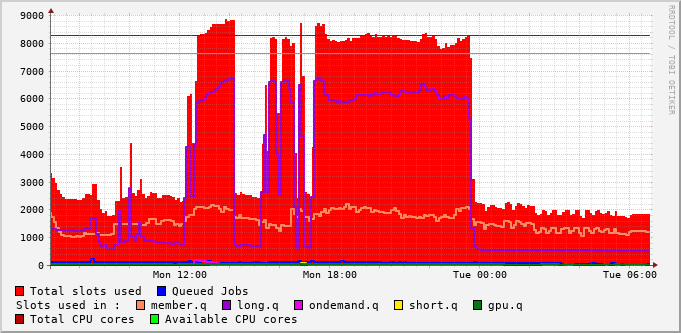 9000
8000
7000
6000
5000
4000
3000
2000
1000
0
Mon 12:00 Mon 18:00 Tue 00:00 Tue 06:00
Total slots used Queued Jobs
Slots used in : member.q long.q ondemand.q short.q gpu.q
Total CPU cores Available CPU cores
RRDTOOL / TOBI OETIKER